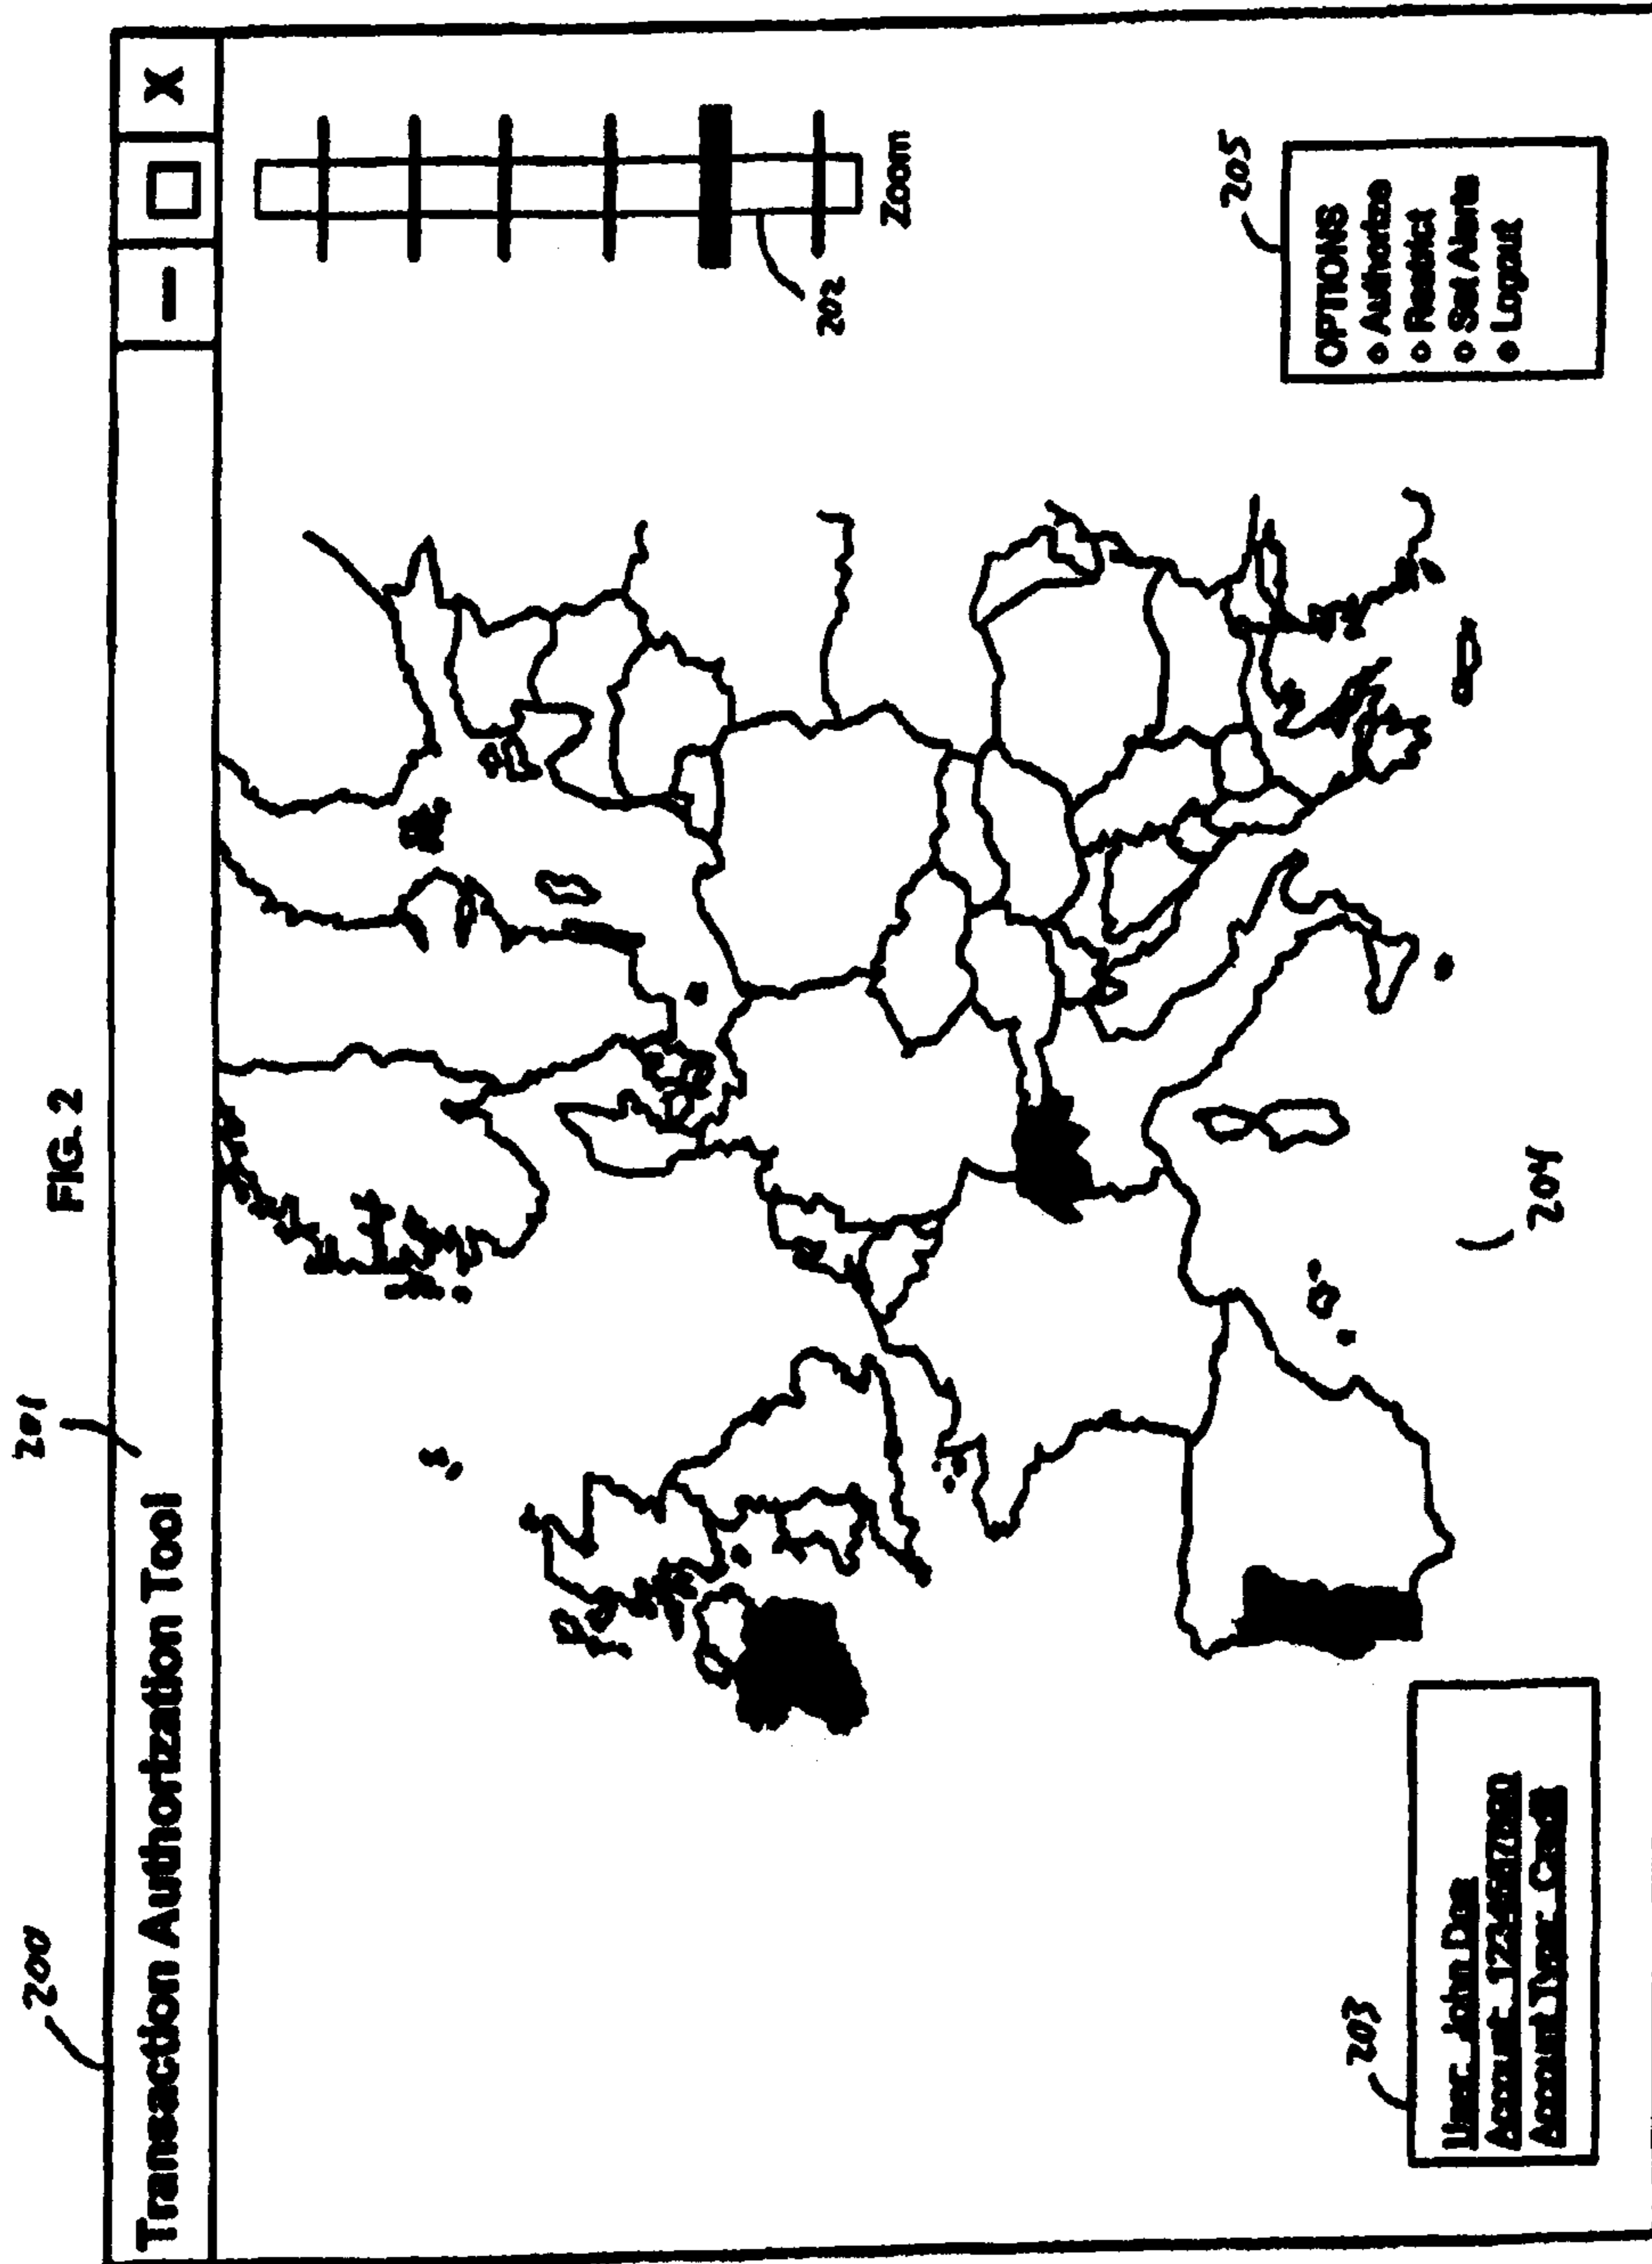 FIG. 2
200
201
Transaction Authorization Tool
X
Zoom
202
203
User: John Doe
Account:
Account Type: Credit
204
205
OPTIONS
Authorize
Restrict
Set Alerts
Logout